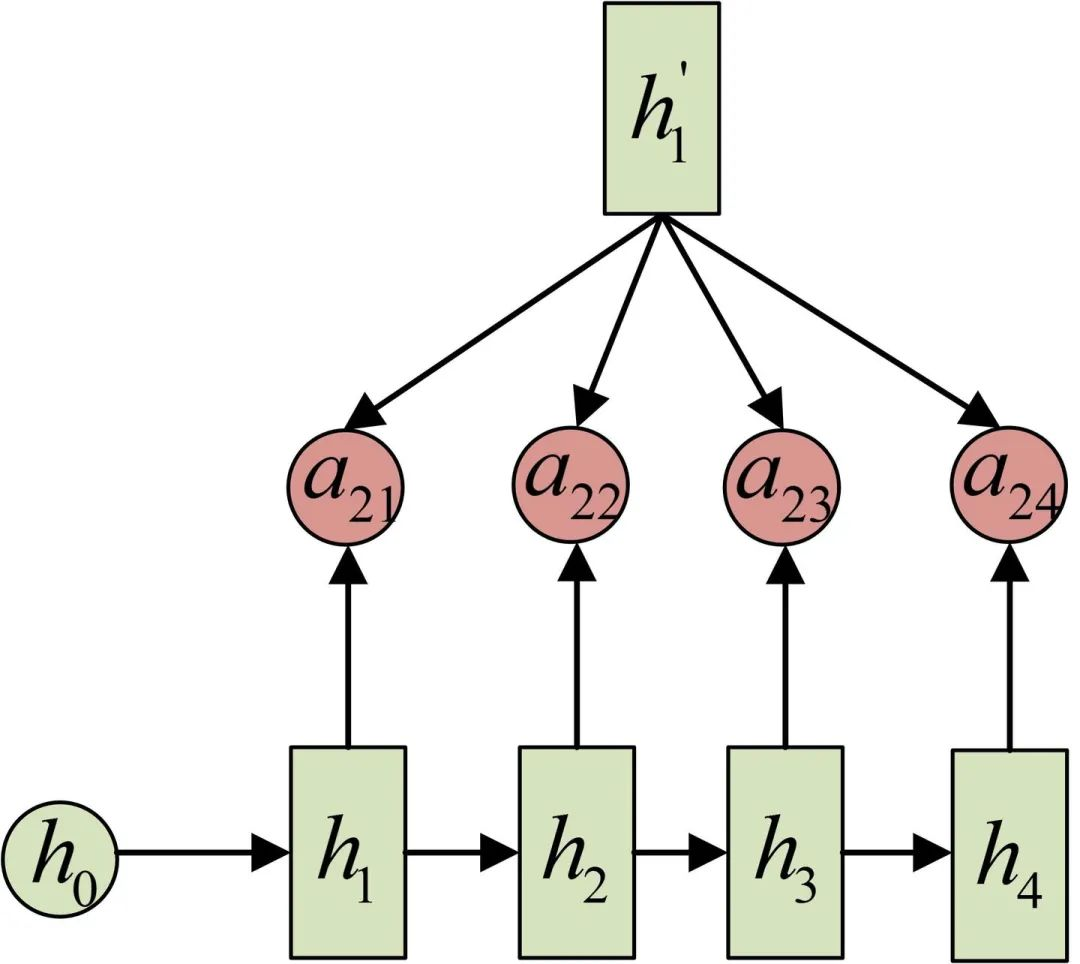 h'₁
a₂₁ a₂₂ a₂₃ a₂₄
h₀ h₁ h₂ h₃ h₄